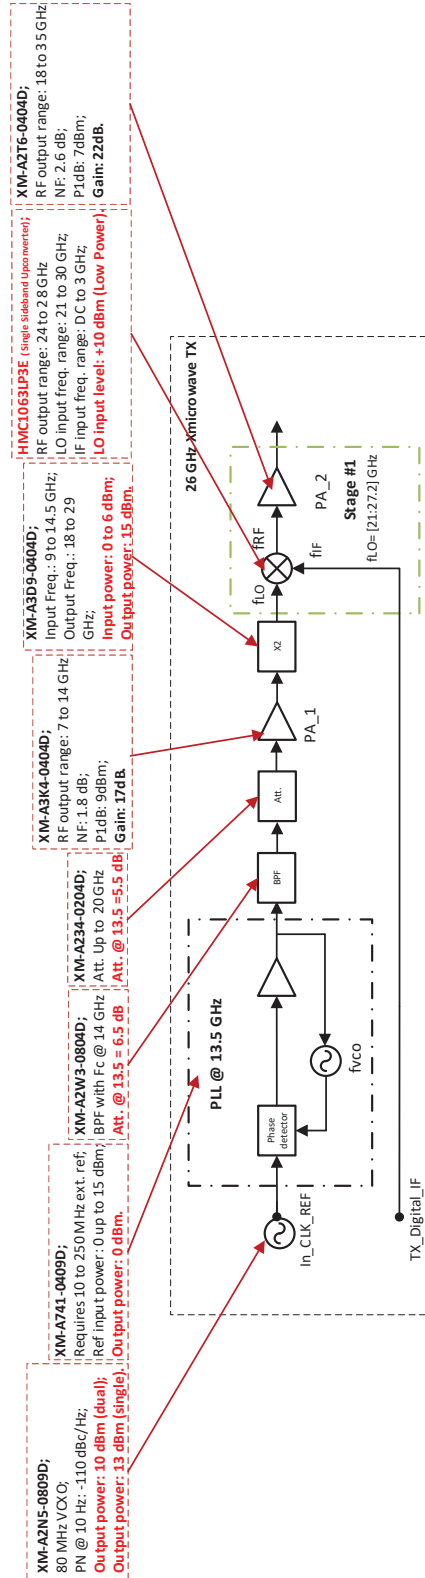 XM-A2N5-0809D;
80 MHz VCXO;
PN @ 10 Hz: -110 dBc/Hz;
Output power: 10 dBm (dual);
Output power: 13 dBm (single).
XM-A741-0409D;
Requires 10 to 250 MHz ext. ref;
Ref input power: 0 up to 15 dBm;
Output power: 0 dBm.
XM-A2W3-0804D;
BPF with Fc @ 14 GHz
Att. @ 13.5 = 6.5 dB
XM-A234-0204D;
Att. Up to 20GHz
Att. @ 13.5 =5.5 dB
XM-A3K4-0404D;
RF output range: 7 to 14 GHz
NF: 1.8 dB;
P1dB: 9dBm;
Gain: 17dB.
XM-A3D9-0404D;
Input Freq.: 9 to 14.5 GHz;
Output Freq.: 18 to 29
GHz;
Input power: 0 to 6 dBm;
Output power: 15 dBm.
HMC1063LP3E (Single Sideband Upconverter);
RF output range: 24 to 28 GHz
LO input freq. range: 21 to 30 GHz;
IF input freq. range: DC to 3 GHz;
LO input level: +10 dBm (Low Power).
XM-A2T6-0404D;
RF output range: 18 to 35 GHz
NF: 2.6 dB;
P1dB: 7dBm;
Gain: 22dB.
26 GHz Xmicrowave TX
PLL @ 13.5 GHz
In_CLK_REF
Phase
detector
fvco
BPF
Att.
PA_1
X2
fLO
fRF
fIF
PA_2
Stage #1
fLO= [21:27.2] GHz
TX_Digital_IF